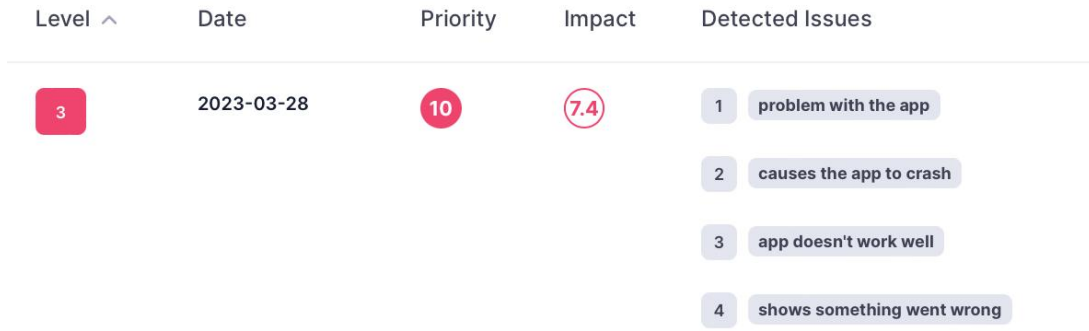 Level Date Priority Impact Detected Issues
3 2023-03-28 10 7.4 1 problem with the app
2 causes the app to crash
3 app doesn't work well
4 shows something went wrong